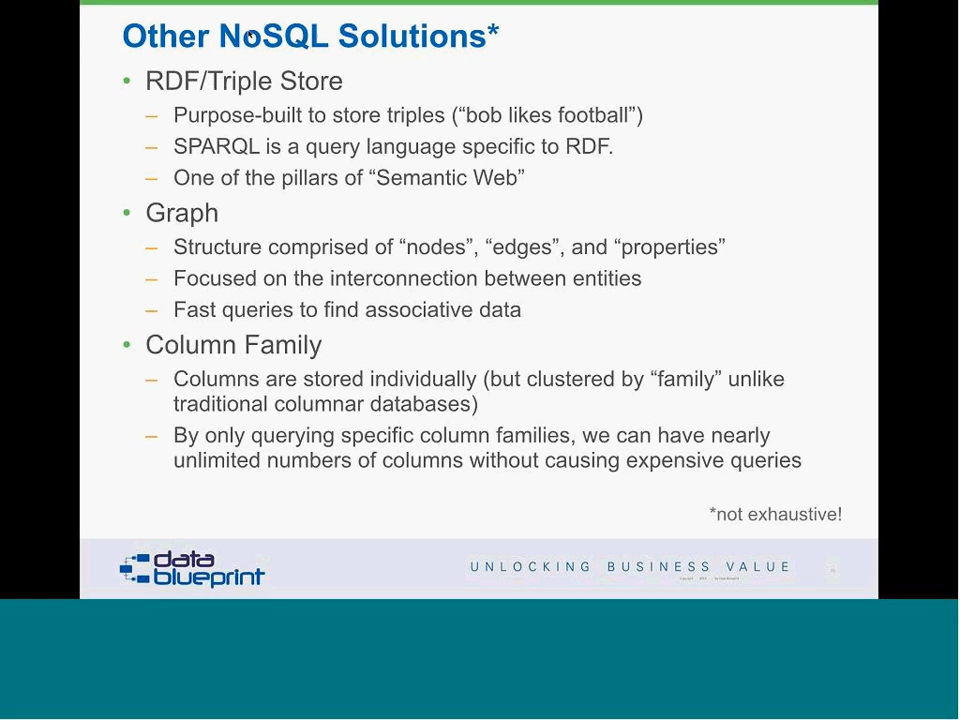 Other NoSQL Solutions*
• RDF/Triple Store
– Purpose-built to store triples (“bob likes football”)
– SPARQL is a query language specific to RDF.
– One of the pillars of “Semantic Web”
• Graph
– Structure comprised of “nodes”, “edges”, and “properties”
– Focused on the interconnection between entities
– Fast queries to find associative data
• Column Family
– Columns are stored individually (but clustered by “family” unlike
traditional columnar databases)
– By only querying specific column families, we can have nearly
unlimited numbers of columns without causing expensive queries
*not exhaustive!
data
blueprint
UNLOCKING BUSINESS VALUE